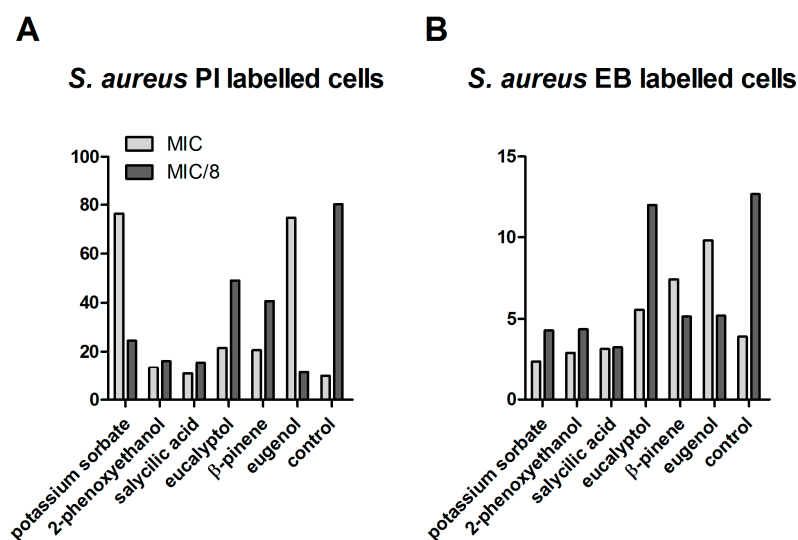 A
S. aureus PI labelled cells
MIC
MIC/8
100
80
60
40
20
0
potassium sorbate
2-phenoxyethanol
salycilic acid
eucalyptol
β-pinene
eugenol
control
B
S. aureus EB labelled cells
15
10
5
0
potassium sorbate
2-phenoxyethanol
salycilic acid
eucalyptol
β-pinene
eugenol
control